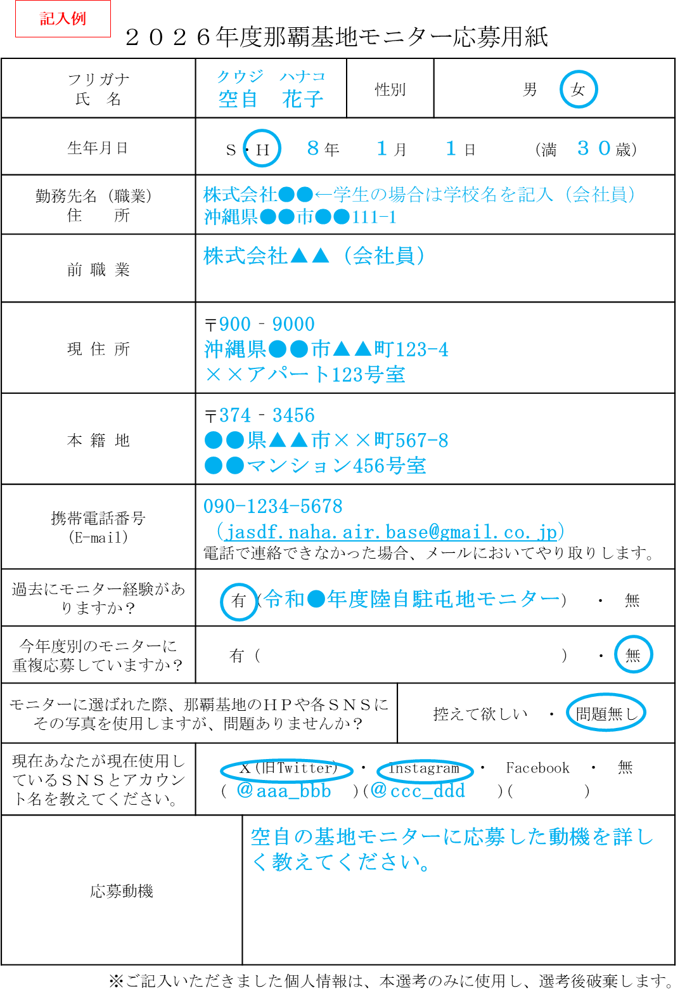 記入例
２０２６年度那覇基地モニター応募用紙
フリガナ
氏　名
クウジ　ハナコ
空自　花子
性別
男　女
生年月日
S・H　8年　1月　1日　（満　３０歳）
勤務先名（職業）
住　　所
株式会社●●←学生の場合は学校名を記入（会社員）
沖縄県●●市●●111-1
前 職 業
株式会社▲▲（会社員）
現 住 所
〒900 - 9000
沖縄県●●市▲▲町123-4
××アパート123号室
本 籍 地
〒374 - 3456
●●県▲▲市××町567-8
●●マンション456号室
携帯電話番号
(E-mail)
090-1234-5678
（jasdf.naha.air.base@gmail.co.jp）
電話で連絡できなかった場合、メールにおいてやり取りします。
過去にモニター経験があ
りますか？
有（令和●年度陸自駐屯地モニター）　・　無
今年度別のモニターに
重複応募していますか？
有（　　　　　　　　　　）　・　無
モニターに選ばれた際、那覇基地のＨＰや各ＳＮＳに
その写真を使用しますが、問題ありませんか？
控えて欲しい　・　問題無し
現在あなたが現在使用し
ているＳＮＳとアカウン
ト名を教えてください。
X(旧Twitter)　・　Instagram　・　Facebook　・　無
(＠aaa_bbb　)(＠ccc_ddd　)(　　　)
応募動機
空自の基地モニターに応募した動機を詳し
く教えてください。
※ご記入いただきました個人情報は、本選考のみに使用し、選考後破棄します。